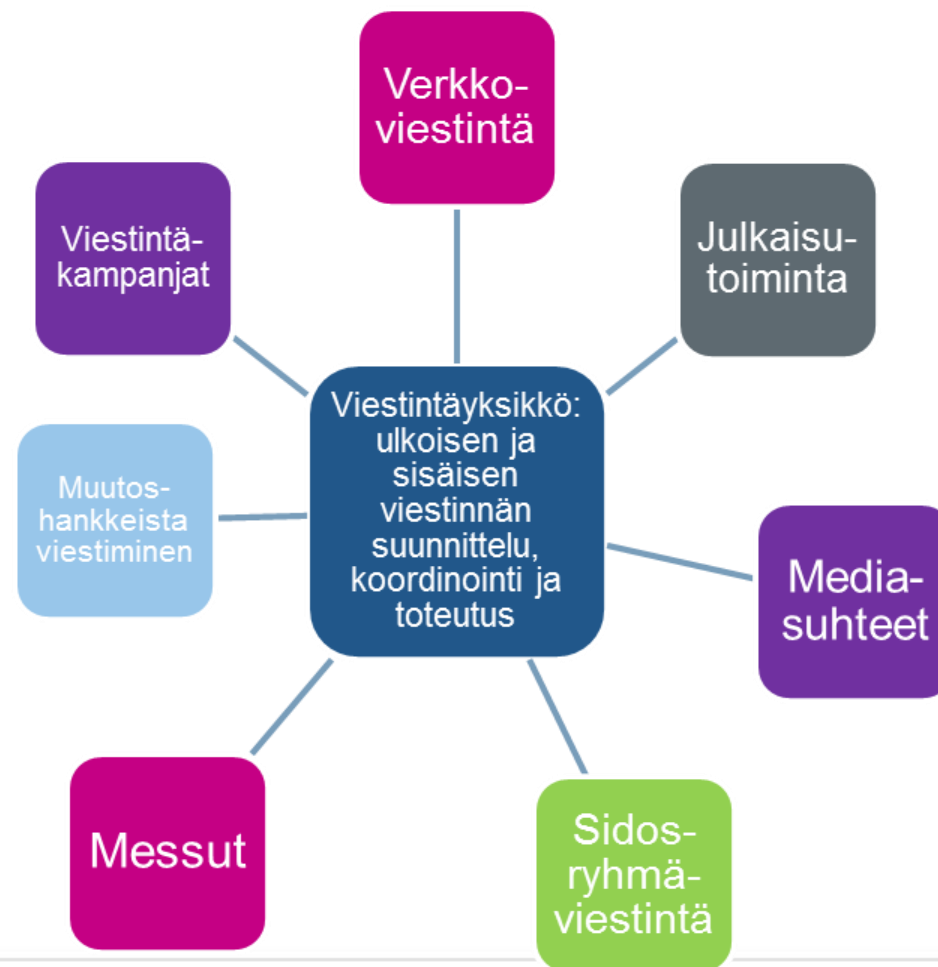 Verkko-
viestintä
Julkaisu-
toiminta
Viestintä-
kampanjat
Viestintäyksikkö:
ulkoisen ja
sisäisen
viestinnän
suunnittelu,
koordinointi ja
toteutus
Muutos-
hankkeista
viestiminen
Media-
suhteet
Messut
Sidos-
ryhmä-
viestintä